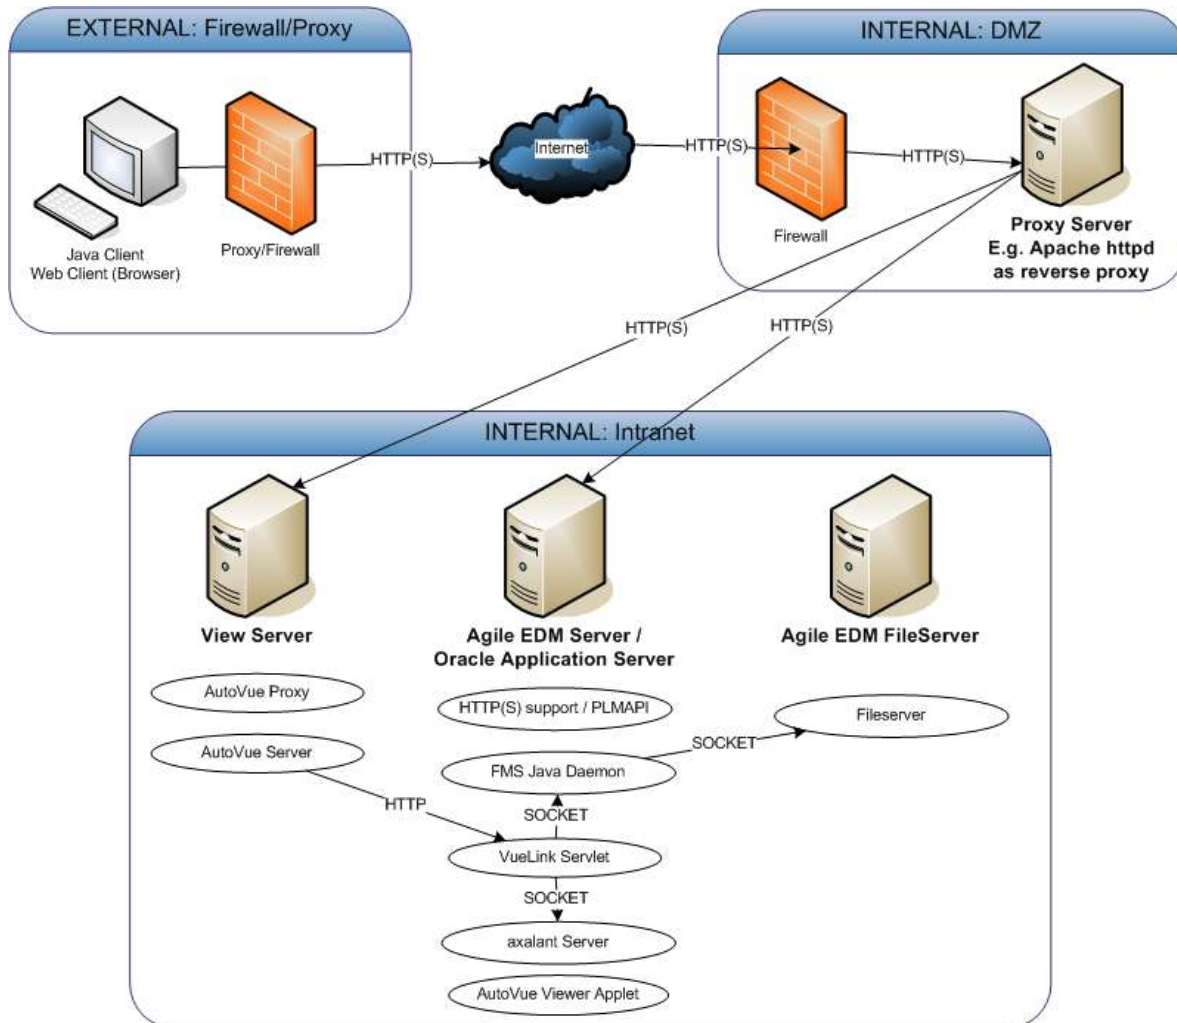 EXTERNAL: Firewall/Proxy
INTERNAL: DMZ
Internet
HTTP(S)
HTTP(S)
HTTP(S)
Java Client
Web Client (Browser)
Proxy/Firewall
Firewall
Proxy Server
E.g. Apache httpd
as reverse proxy
HTTP(S)
HTTP(S)
INTERNAL: Intranet
View Server
Agile EDM Server /
Oracle Application Server
Agile EDM FileServer
AutoVue Proxy
HTTP(S) support / PLMAPI
Fileserver
AutoVue Server
SOCKET
FMS Java Daemon
HTTP
SOCKET
VueLink Servlet
SOCKET
axalant Server
AutoVue Viewer Applet